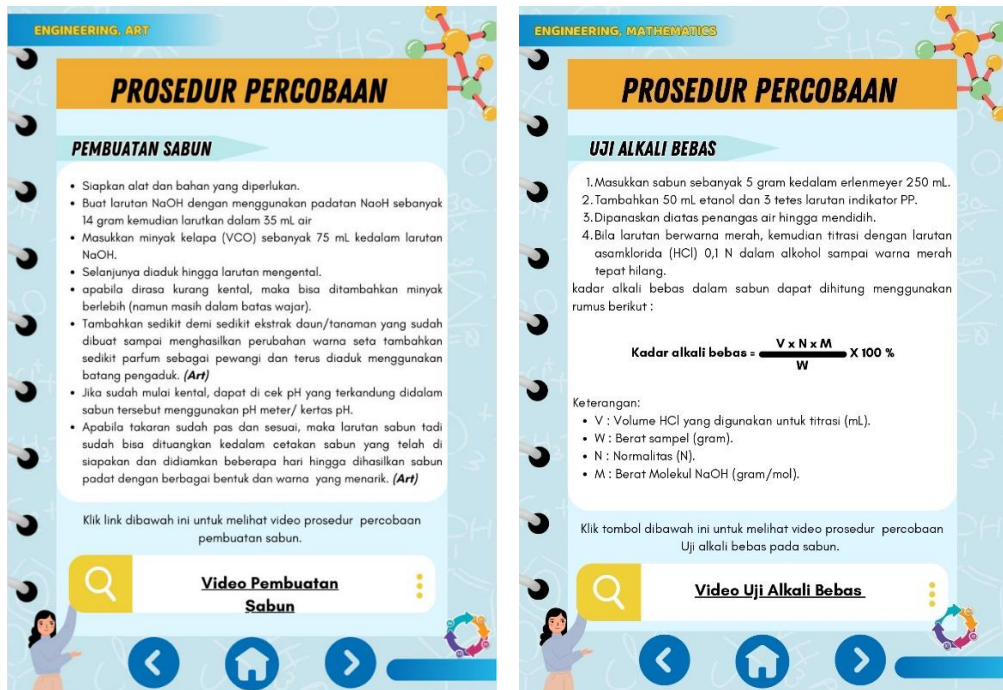 ENGINEERING, ART
PROSEDUR PERCOBAAN
PEMBUATAN SABUN
• Siapkan alat dan bahan yang diperlukan.
• Buat larutan NaOH dengan menggunakan padatan NaoH sebanyak
14 gram kemudian larutkan dalam 35 mL air
• Masukkan minyak kelapa (VCO) sebanyak 75 mL kedalam larutan
NaOH.
• Selanjunya diaduk hingga larutan mengental.
• apabila dirasa kurang kental, maka bisa ditambahkan minyak
berlebih (namun masih dalam batas wajar).
• Tambahkan sedikit demi sedikit ekstrak daun/tanaman yang sudah
dibuat sampai menghasilkan perubahan warna seta tambahkan
sedikit parfum sebagai pewangi dan terus diaduk menggunakan
batang pengaduk. (Art)
• Jika sudah mulai kental, dapat di cek pH yang terkandung didalam
sabun tersebut menggunakan pH meter/ kertas pH.
• Apabila takaran sudah pas dan sesuai, maka larutan sabun tadi
sudah bisa dituangkan kedalam cetakan sabun yang telah di
siapakan dan didiamkan beberapa hari hingga dihasilkan sabun
padat dengan berbagai bentuk dan warna yang menarik. (Art)
Klik link dibawah ini untuk melihat video prosedur percobaan
pembuatan sabun.
Video Pembuatan
Sabun
ENGINEERING, MATHEMATICS
PROSEDUR PERCOBAAN
UJI ALKALI BEBAS
1. Masukkan sabun sebanyak 5 gram kedalam erlenmeyer 250 mL.
2. Tambahkan 50 mL etanol dan 3 tetes larutan indikator PP.
3. Dipanaskan diatas penangas air hingga mendidih.
4. Bila larutan berwarna merah, kemudian titrasi dengan larutan
asamklorida (HCl) 0,1 N dalam alkohol sampai warna merah
tepat hilang.
kadar alkali bebas dalam sabun dapat dihitung menggunakan
rumus berikut :
V x N x M
Kadar alkali bebas = X 100 %
W
Keterangan:
• V : Volume HCl yang digunakan untuk titrasi (mL).
• W : Berat sampel (gram).
• N : Normalitas (N).
• M : Berat Molekul NaOH (gram/mol).
Klik tombol dibawah ini untuk melihat video prosedur percobaan
Uji alkali bebas pada sabun.
Video Uji Alkali Bebas